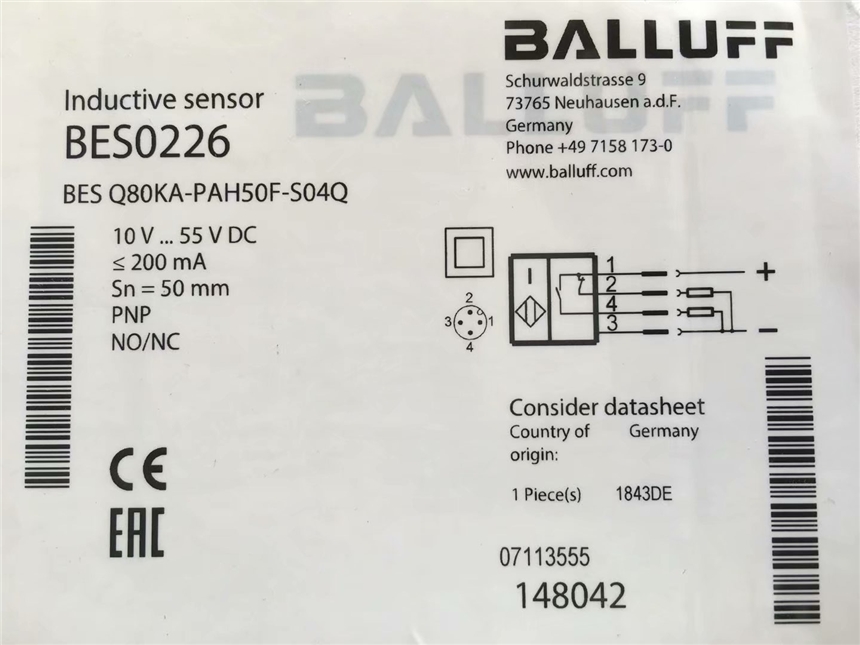 BALLUFF
Schurwaldstrasse 9
73765 Neuhausen a.d.F.
Germany
Phone +49 7158 173-0
www.balluff.com
BALLUFF
Inductive sensor
BES0226
BES Q80KA-PAH50F-S04Q
10 V ... 55 V DC
≤ 200 mA
Sn = 50 mm
PNP
NO/NC
2
3 1
4
1 +
2
4
3 −
Consider datasheet
Country of Germany
origin:
1 Piece(s) 1843DE
CE
EAC
07113555
148042